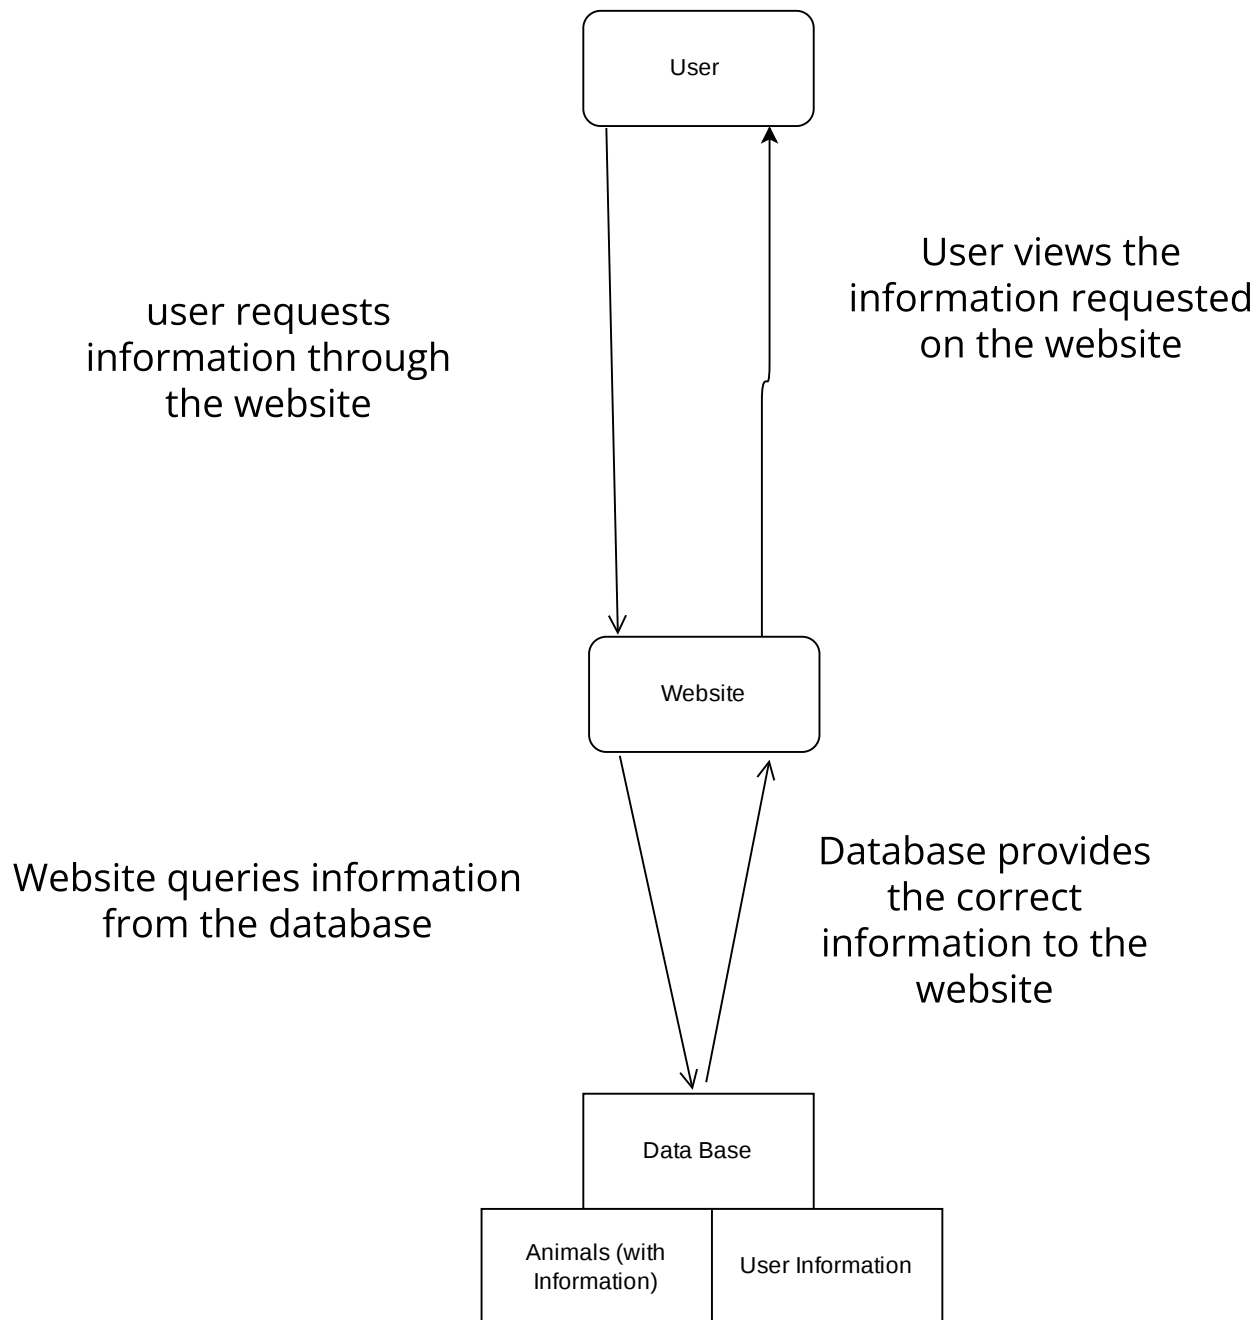 User
User views the
information requested
on the website
user requests
information through
the website
Website
Website queries information
from the database
Database provides
the correct
information to the
website
Data Base
Animals (with
Information)
User Information